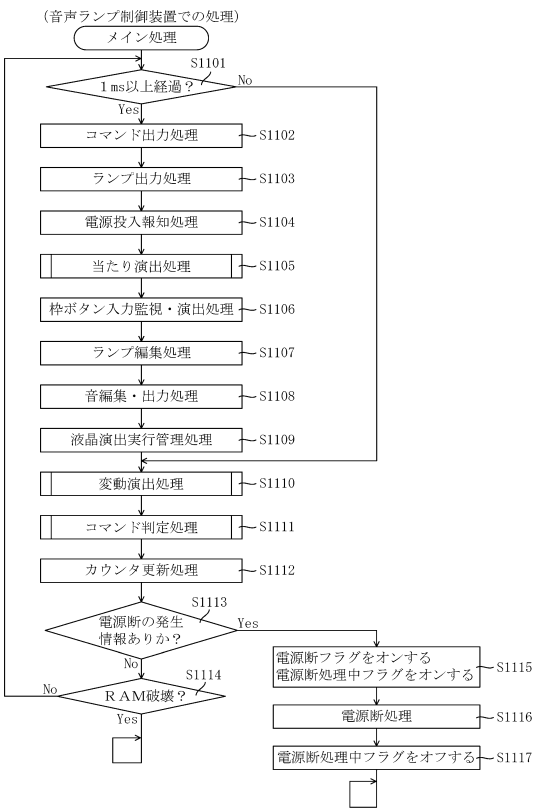 (音声ランプ制御装置での処理)
メイン処理
S1101
1ms以上経過?
No
Yes
コマンド出力処理
S1102
ランプ出力処理
S1103
電源投入報知処理
S1104
当たり演出処理
S1105
枠ボタン入力監視・演出処理
S1106
ランプ編集処理
S1107
音編集・出力処理
S1108
液晶演出実行管理処理
S1109
変動演出処理
S1110
コマンド判定処理
S1111
カウンタ更新処理
S1112
S1113
電源断の発生
情報ありか?
Yes
No
S1114
RAM破壊?
No
Yes
電源断フラグをオンする
電源断処理中フラグをオンする
S1115
電源断処理
S1116
電源断処理中フラグをオフする
S1117